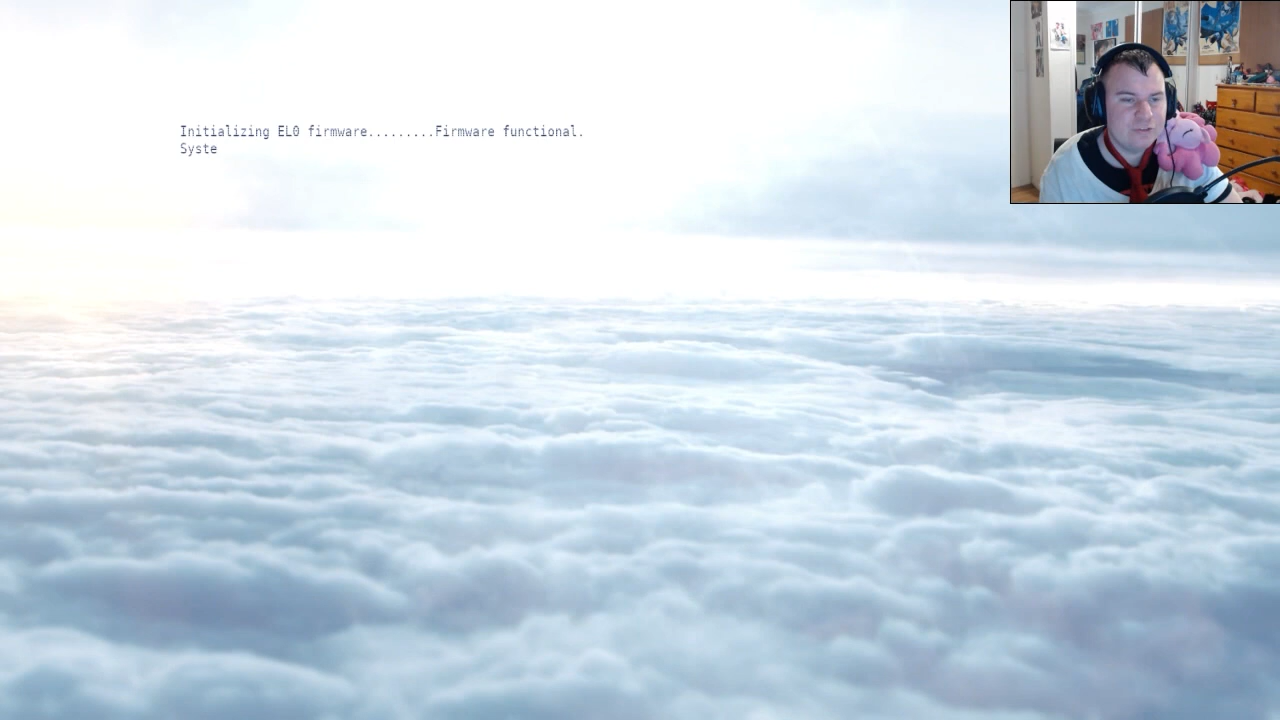 Initializing EL0 firmware.........Firmware functional.
Syste